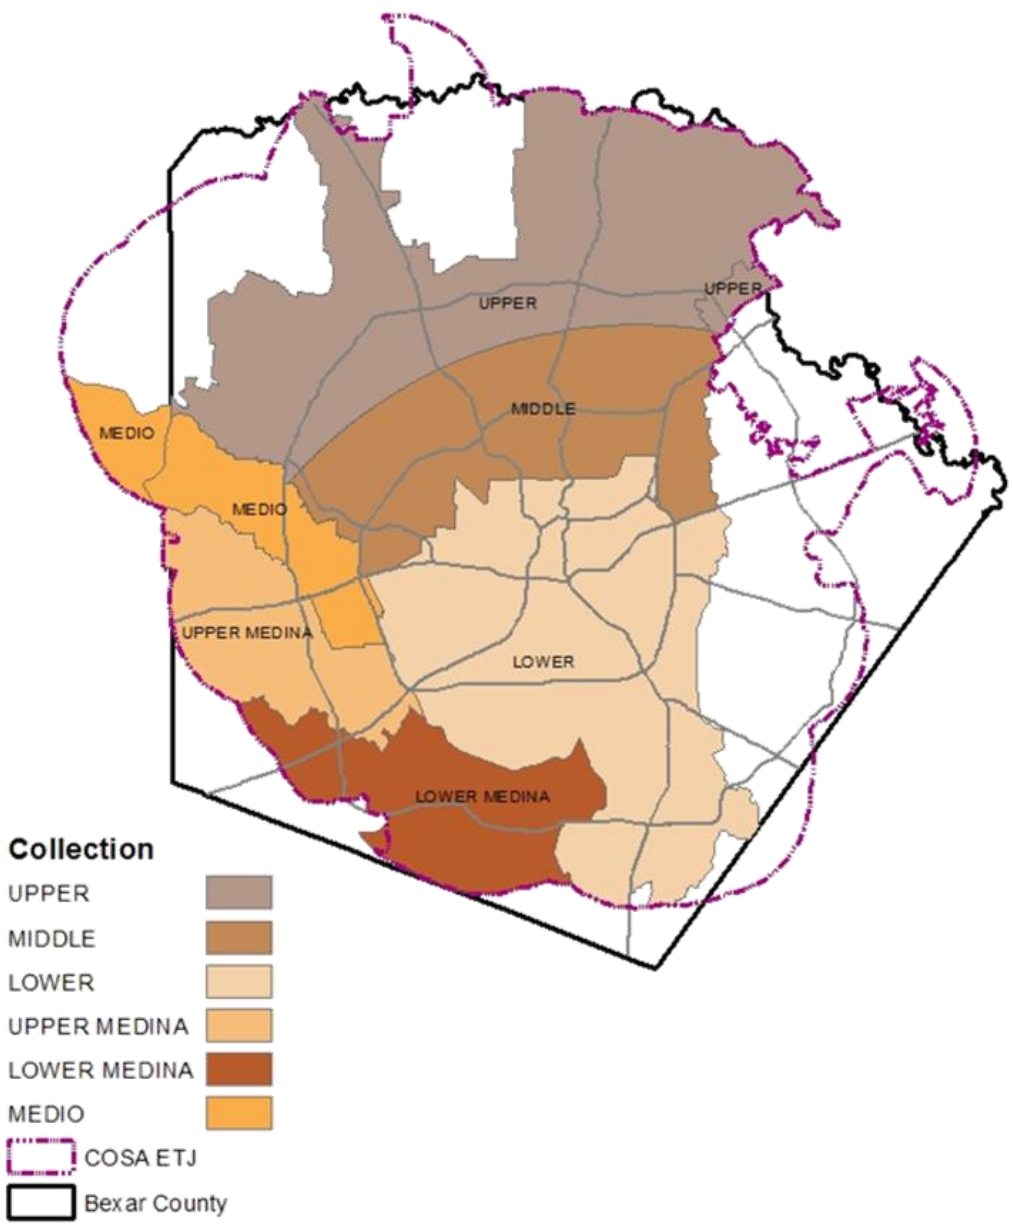 UPPER
UPPER
MIDDLE
MEDIO
MEDIO
UPPER MEDINA
LOWER
LOWER MEDINA
Collection
UPPER
MIDDLE
LOWER
UPPER MEDINA
LOWER MEDINA
MEDIO
COSA ETJ
Bexar County